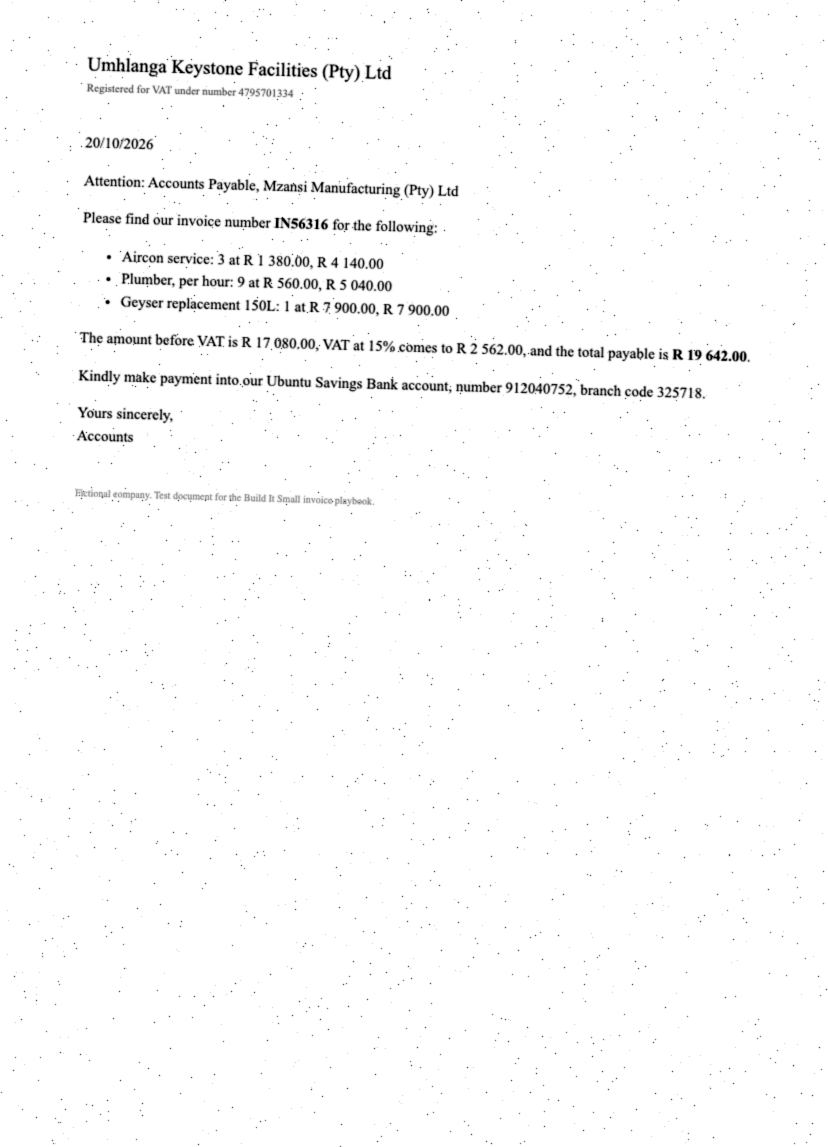 Umhlanga Keystone Facilities (Pty) Ltd
Registered for VAT under number 4795701334
20/10/2026
Attention: Accounts Payable, Mzansi Manufacturing (Pty) Ltd
Please find our invoice number IN56316 for the following:
• Aircon service: 3 at R 1 380.00, R 4 140.00
• Plumber, per hour: 9 at R 560.00, R 5 040.00
• Geyser replacement 150L: 1 at R 7 900.00, R 7 900.00
The amount before VAT is R 17 080.00, VAT at 15% comes to R 2 562.00, and the total payable is R 19 642.00.
Kindly make payment into our Ubuntu Savings Bank account, number 912040752, branch code 325718.
Yours sincerely,
Accounts
Fictional company. Test document for the Build It Small invoice playbook.